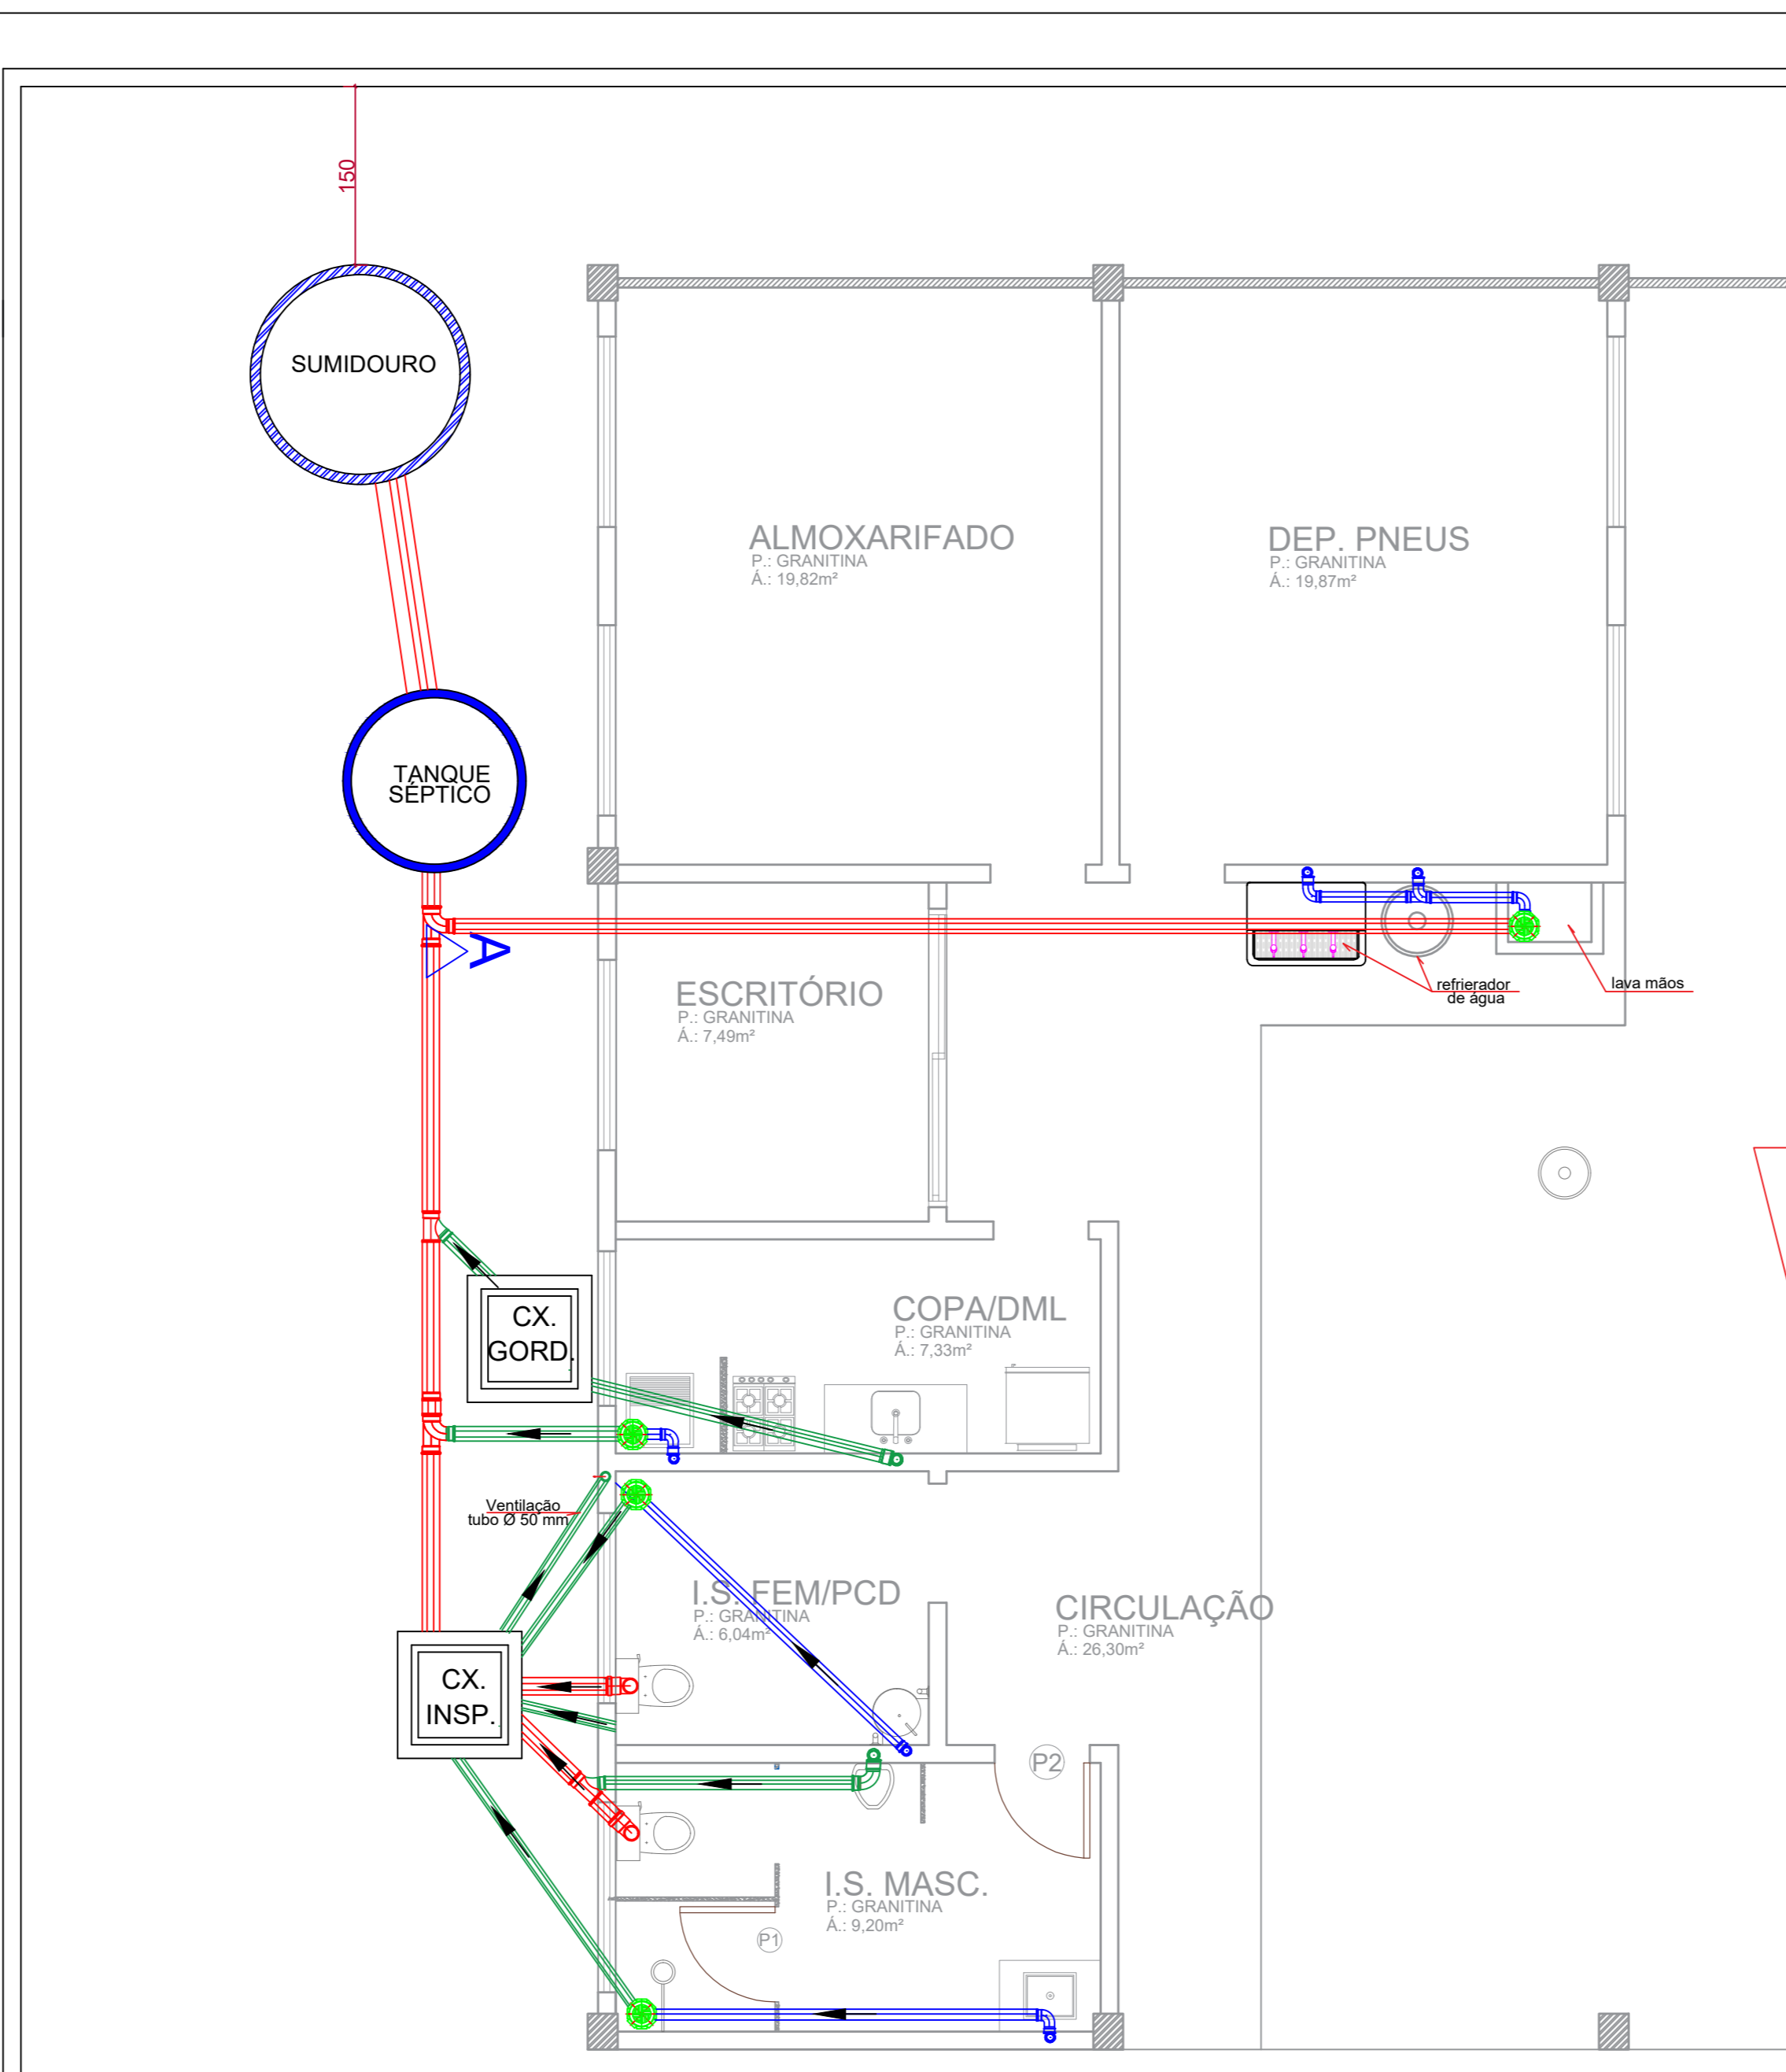 150
SUMIDOURO
ALMOXARIFADO
P.: GRANITINA
Á.: 19,82m²
DEP. PNEUS
P.: GRANITINA
Á.: 19,87m²
TANQUE
SÉPTICO
A
refrierador
de água
lava mãos
ESCRITÓRIO
P.: GRANITINA
Á.: 7,49m²
CX.
GORD.
COPA/DML
P.: GRANITINA
Á.: 7,33m²
Ventilação
tubo Ø 50 mm
I.S. FEM/PCD
P.: GRANITINA
Á.: 6,04m²
CIRCULAÇÃO
P.: GRANITINA
Á.: 26,30m²
CX.
INSP.
P2
I.S. MASC.
P.: GRANITINA
Á.: 9,20m²
P1